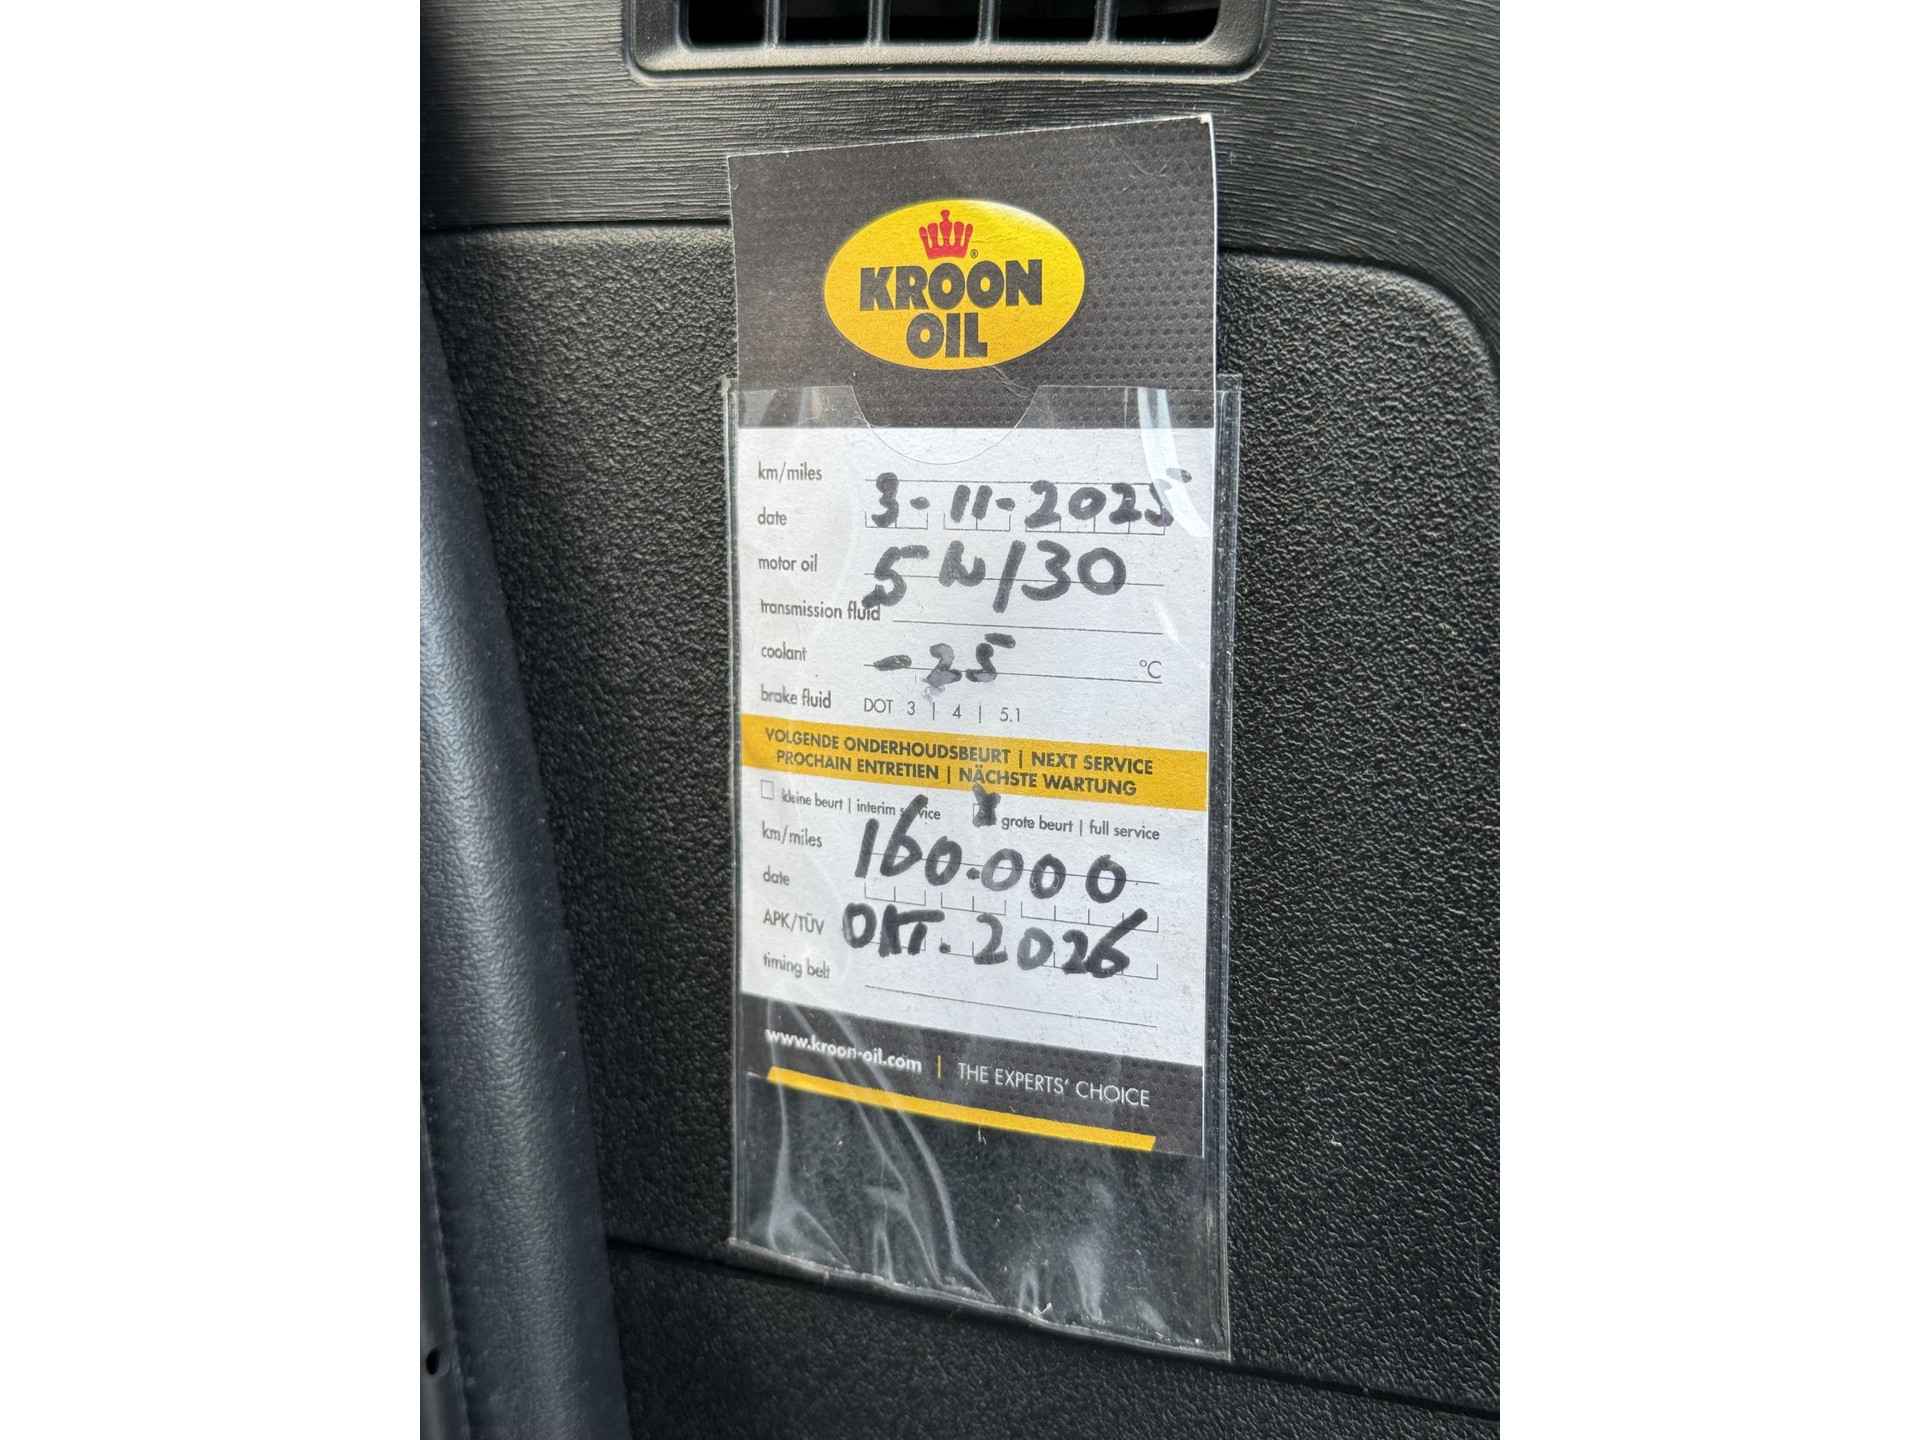 KROON
OIL
km/miles
date 3-11-2025
motor oil 5W/30
transmission fluid
coolant -25 °C
brake fluid DOT 3 | 4 | 5.1
VOLGENDE ONDERHOUDSBEURT | NEXT SERVICE
PROCHAIN ENTRETIEN | NÄCHSTE WARTUNG
kleine beurt | interim service x grote beurt | full service
km/miles 160.000
date
APK/TÜV OKT. 2026
timing belt
www.kroon-oil.com | THE EXPERTS' CHOICE